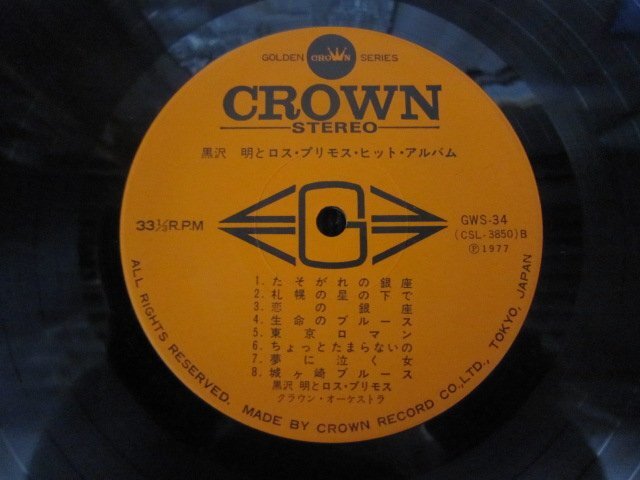 GOLDEN CROWN SERIES
CROWN
STEREO
黒沢 明とロス・プリモス・ヒット・アルバム
33⅓R.P.M
G
GWS-34
(CSL-3850)B
Ⓟ1977
1. たそがれの銀座
2. 札幌の星の下で
3. 恋の銀座
4. 生命のブルース
5. 東京ロマン
6. ちょっとたまらないの
7. 夢に泣く女
8. 城ヶ崎ブルース
黒沢 明とロス・プリモス
クラウン・オーケストラ
ALL RIGHTS RESERVED. MADE BY CROWN RECORD CO., LTD., TOKYO, JAPAN